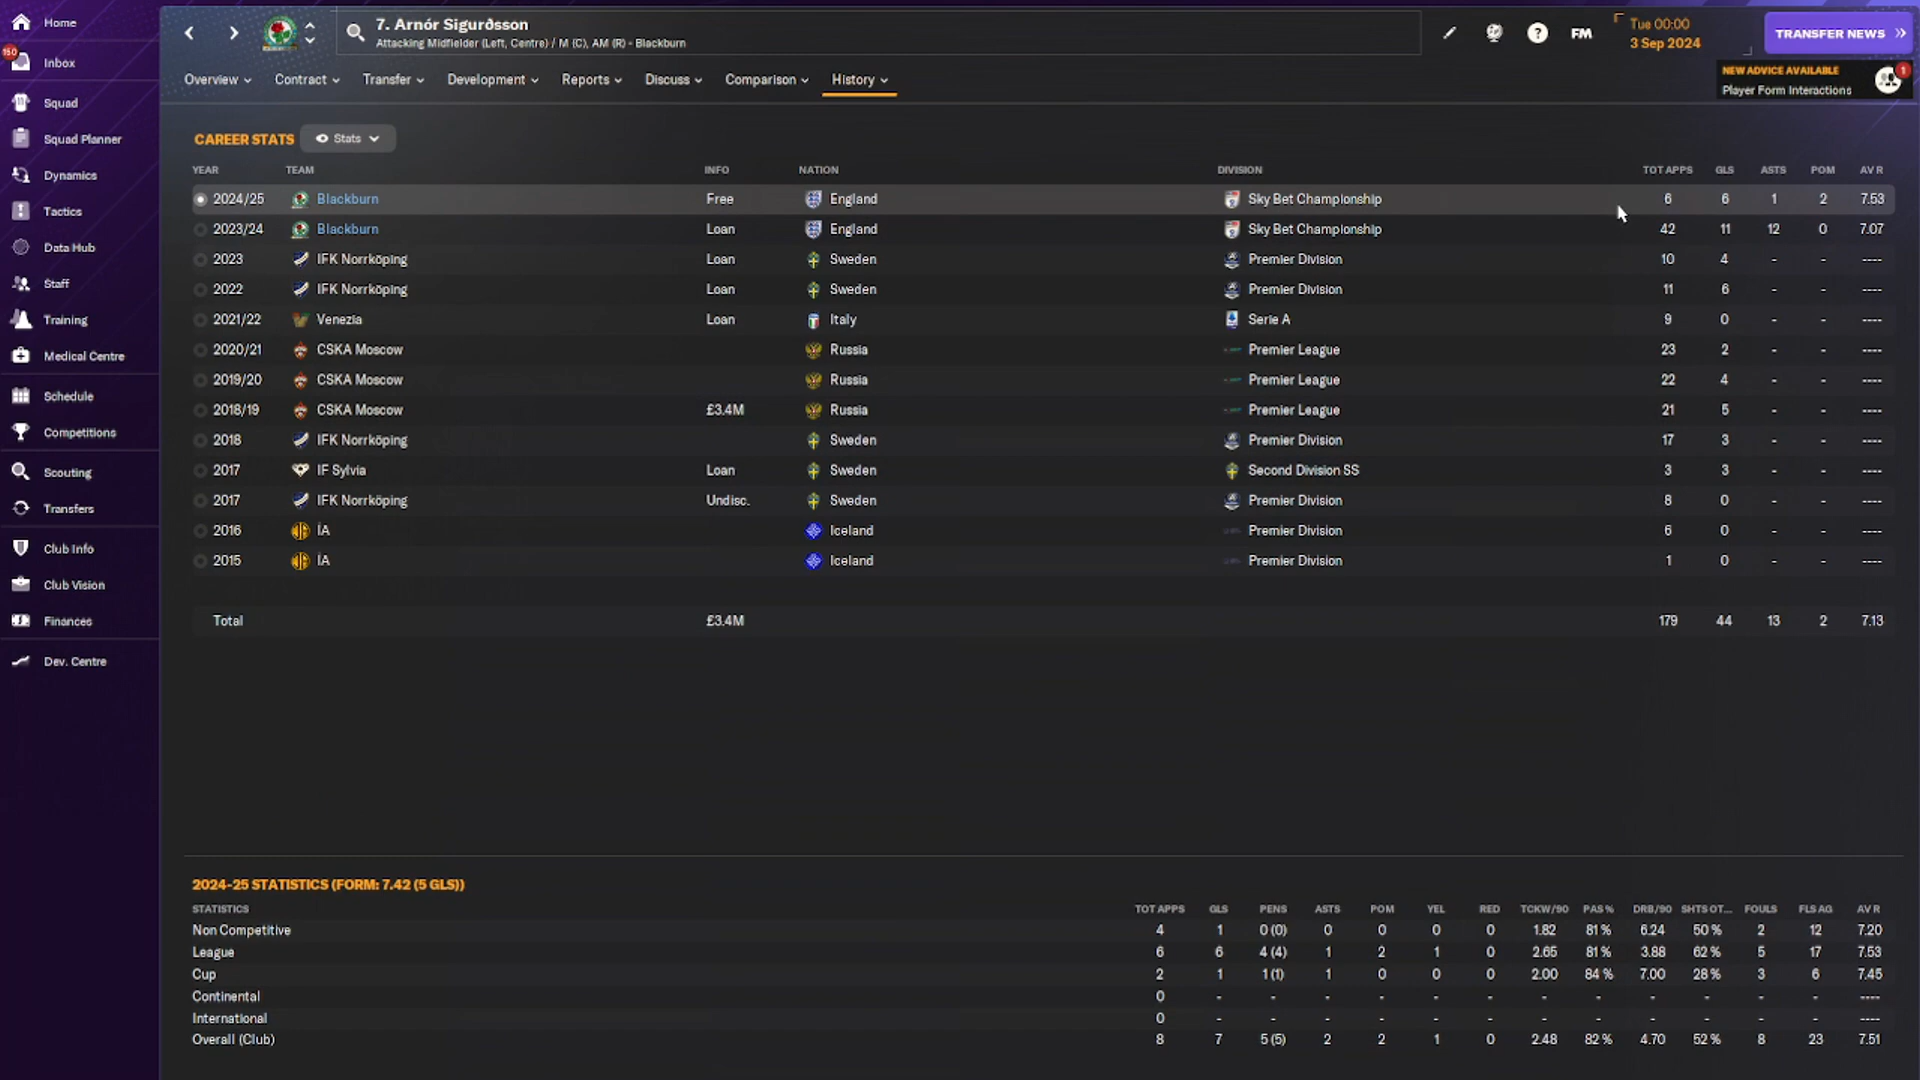 Home
150
Inbox
Squad
Squad Planner
Dynamics
Tactics
Data Hub
Staff
Training
Medical Centre
Schedule
Competitions
Scouting
Transfers
Club Info
Club Vision
Finances
Dev. Centre
7. Arnór Sigurðsson
Attacking Midfielder (Left, Centre) / M (C), AM (R) - Blackburn
?
FM
Tue 00:00
3 Sep 2024
TRANSFER NEWS
NEW ADVICE AVAILABLE
Player Form Interactions
1
Overview Contract Transfer Development Reports Discuss Comparison History
CAREER STATS Stats
YEAR TEAM INFO NATION DIVISION TOT APPS GLS ASTS POM AV R
2024/25 Blackburn Free England Sky Bet Championship 6 6 1 2 7.53
2023/24 Blackburn Loan England Sky Bet Championship 42 11 12 0 7.07
2023 IFK Norrköping Loan Sweden Premier Division 10 4 - - ----
2022 IFK Norrköping Loan Sweden Premier Division 11 6 - - ----
2021/22 Venezia Loan Italy Serie A 9 0 - - ----
2020/21 CSKA Moscow Russia Premier League 23 2 - - ----
2019/20 CSKA Moscow Russia Premier League 22 4 - - ----
2018/19 CSKA Moscow £3.4M Russia Premier League 21 5 - - ----
2018 IFK Norrköping Sweden Premier Division 17 3 - - ----
2017 IF Sylvia Loan Sweden Second Division SS 3 3 - - ----
2017 IFK Norrköping Undisc. Sweden Premier Division 8 0 - - ----
2016 ÍA Iceland Premier Division 6 0 - - ----
2015 ÍA Iceland Premier Division 1 0 - - ----
Total £3.4M 179 44 13 2 7.13
2024-25 STATISTICS (FORM: 7.42 (5 GLS))
STATISTICS TOT APPS GLS PENS ASTS POM YEL RED TCKW/90 PAS % DRB/90 SHTS OT... FOULS FLS AG AV R
Non Competitive 4 1 0 (0) 0 0 0 0 1.82 81 % 6.24 50 % 2 12 7.20
League 6 6 4 (4) 1 2 1 0 2.65 81 % 3.88 62 % 5 17 7.53
Cup 2 1 1 (1) 1 0 0 0 2.00 84 % 7.00 28 % 3 6 7.45
Continental 0 - - - - - - - - - - - - ----
International 0 - - - - - - - - - - - - ----
Overall (Club) 8 7 5 (5) 2 2 1 0 2.48 82 % 4.70 52 % 8 23 7.51